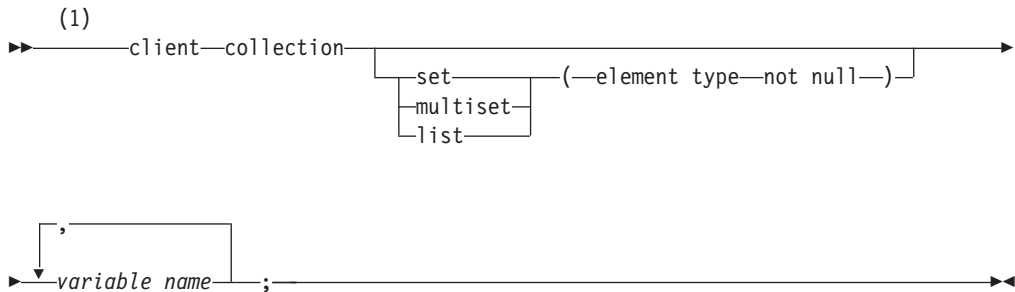 (1)
client collection
set ( element type not null )
multiset
list
,
variable name ;